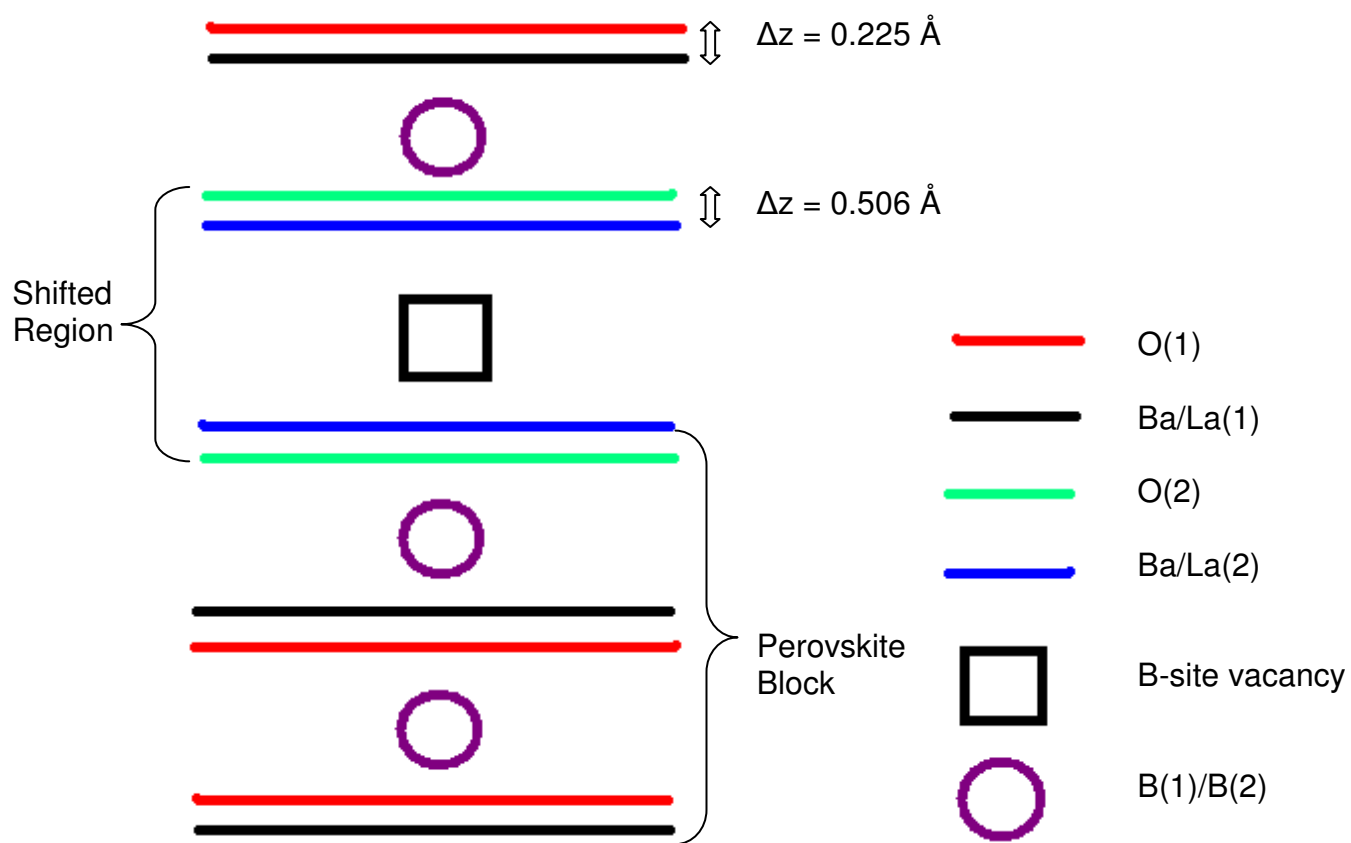 Δz = 0.225 Å
Δz = 0.506 Å
Shifted
Region
O(1)
Ba/La(1)
O(2)
Ba/La(2)
Perovskite
Block
B-site vacancy
B(1)/B(2)